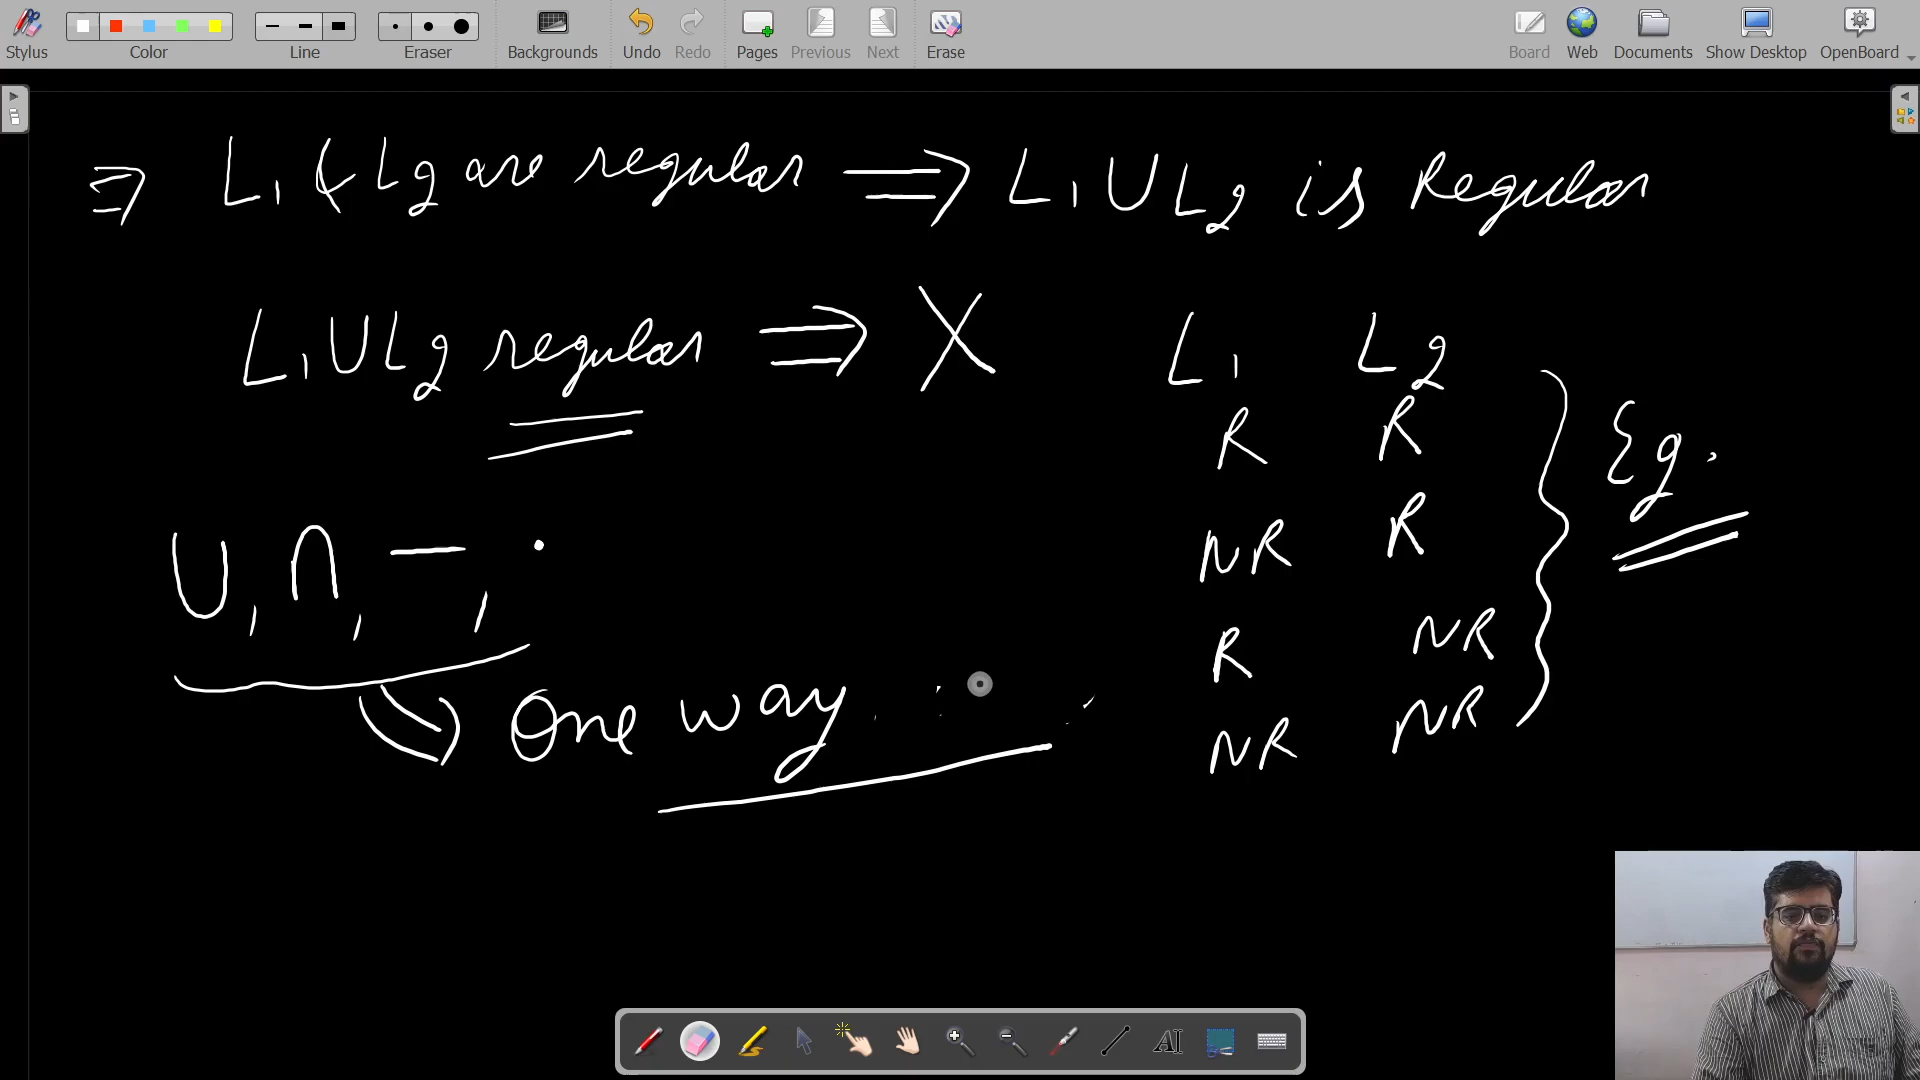 Stylus Color Line Eraser Backgrounds Undo Redo Pages Previous Next Erase Board Web Documents Show Desktop OpenBoard
⇒ L₁ & L₂ are regular ⇒ L₁ U L₂ is Regular
L₁ U L₂ regular ⇒ X
L₁ L₂
R R
NR R
R NR
NR NR
Eg.
U, ∩, —, ·
⇒ One way